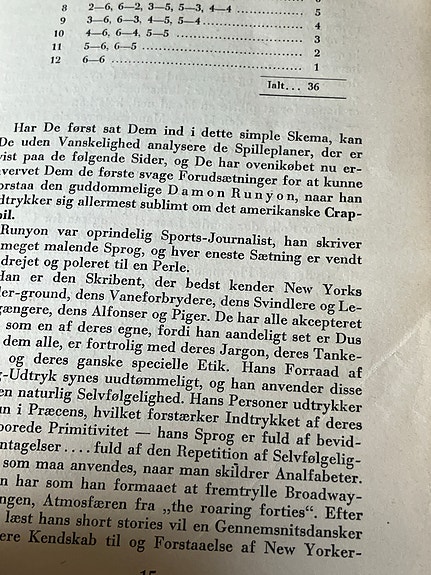 8 2—6, 6—2, 3—5, 5—3, 4—4 .................. 5
9 3—6, 6—3, 4—5, 5—4 ........................ 4
10 4—6, 6—4, 5—5 ............................ 3
11 5—6, 6—5 .................................. 2
12 6—6 ........................................ 1
Ialt... 36
Har De først sat Dem ind i dette simple Skema, kan
De uden Vanskelighed analysere de Spilleplaner, der er
vist paa de følgende Sider, og De har ovenikøbet nu er-
hvervet Dem de første svage Forudsætninger for at kunne
orstaa den guddommelige Damon Runyon, naar han
dtrykker sig allermest sublimt om det amerikanske Crap-
pil.
Runyon var oprindelig Sports-Journalist, han skriver
meget malende Sprog, og hver eneste Sætning er vendt
drejet og poleret til en Perle.
Han er den Skribent, der bedst kender New Yorks
der-ground, dens Vaneforbrydere, dens Svindlere og Le-
gængere, dens Alfonser og Piger. De har alle akcepteret
som en af deres egne, fordi han aandeligt set er Dus
dem alle, er fortrolig med deres Jargon, deres Tanke-
og deres ganske specielle Etik. Hans Forraad af
g-Udtryk synes uudtømmeligt, og han anvender disse
en naturlig Selvfølgelighed. Hans Personer udtrykker
un i Præcens, hvilket forstærker Indtrykket af deres
borede Primitivitet — hans Sprog er fuld af bevid-
ntagelser .... fuld af den Repetition af Selvfølgelig-
som maa anvendes, naar man skildrer Analfabeter.
n har som han formaaet at fremtrylle Broadway-
ngen, Atmosfæren fra „the roaring forties“. Efter
læst hans short stories vil en Gennemsnitsdansker
ere Kendskab til og Forstaaelse af New Yorker-
15